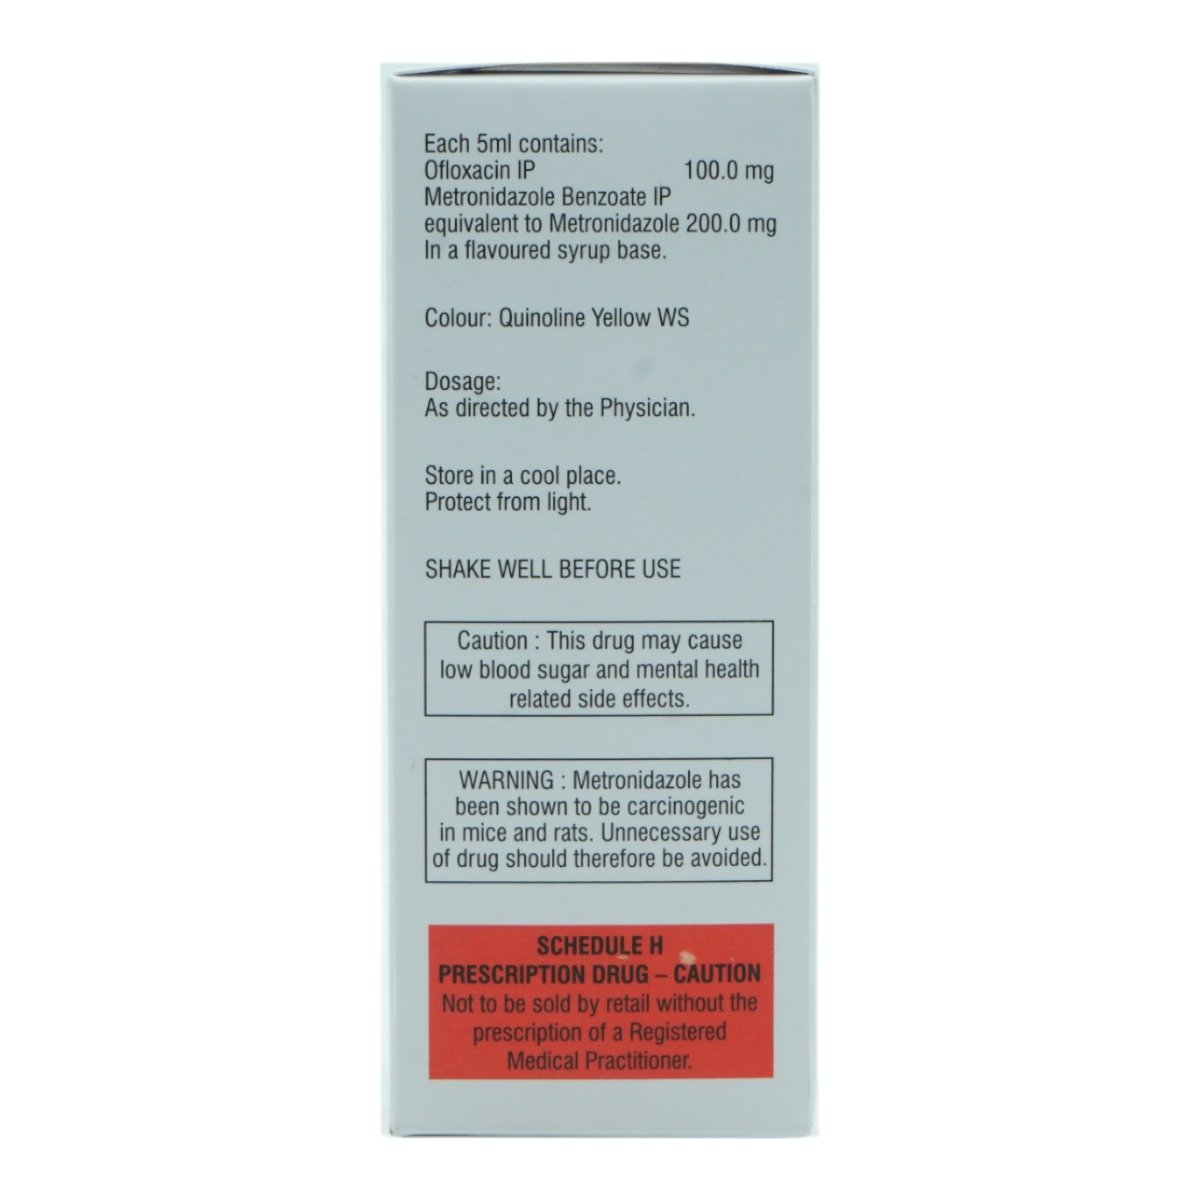 Each 5ml contains:
Ofloxacin IP 100.0 mg
Metronidazole Benzoate IP
equivalent to Metronidazole 200.0 mg
In a flavoured syrup base.
Colour: Quinoline Yellow WS
Dosage:
As directed by the Physician.
Store in a cool place.
Protect from light.
SHAKE WELL BEFORE USE
Caution : This drug may cause
low blood sugar and mental health
related side effects.
WARNING : Metronidazole has
been shown to be carcinogenic
in mice and rats. Unnecessary use
of drug should therefore be avoided.
SCHEDULE H
PRESCRIPTION DRUG – CAUTION
Not to be sold by retail without the
prescription of a Registered
Medical Practitioner.